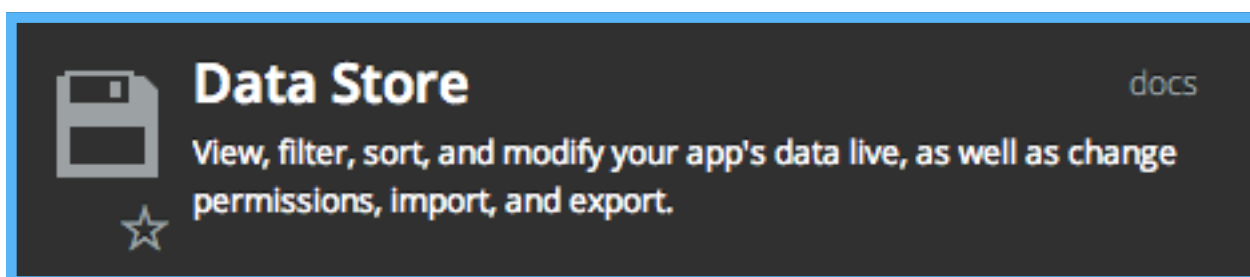 Data Store
docs
View, filter, sort, and modify your app's data live, as well as change
permissions, import, and export.